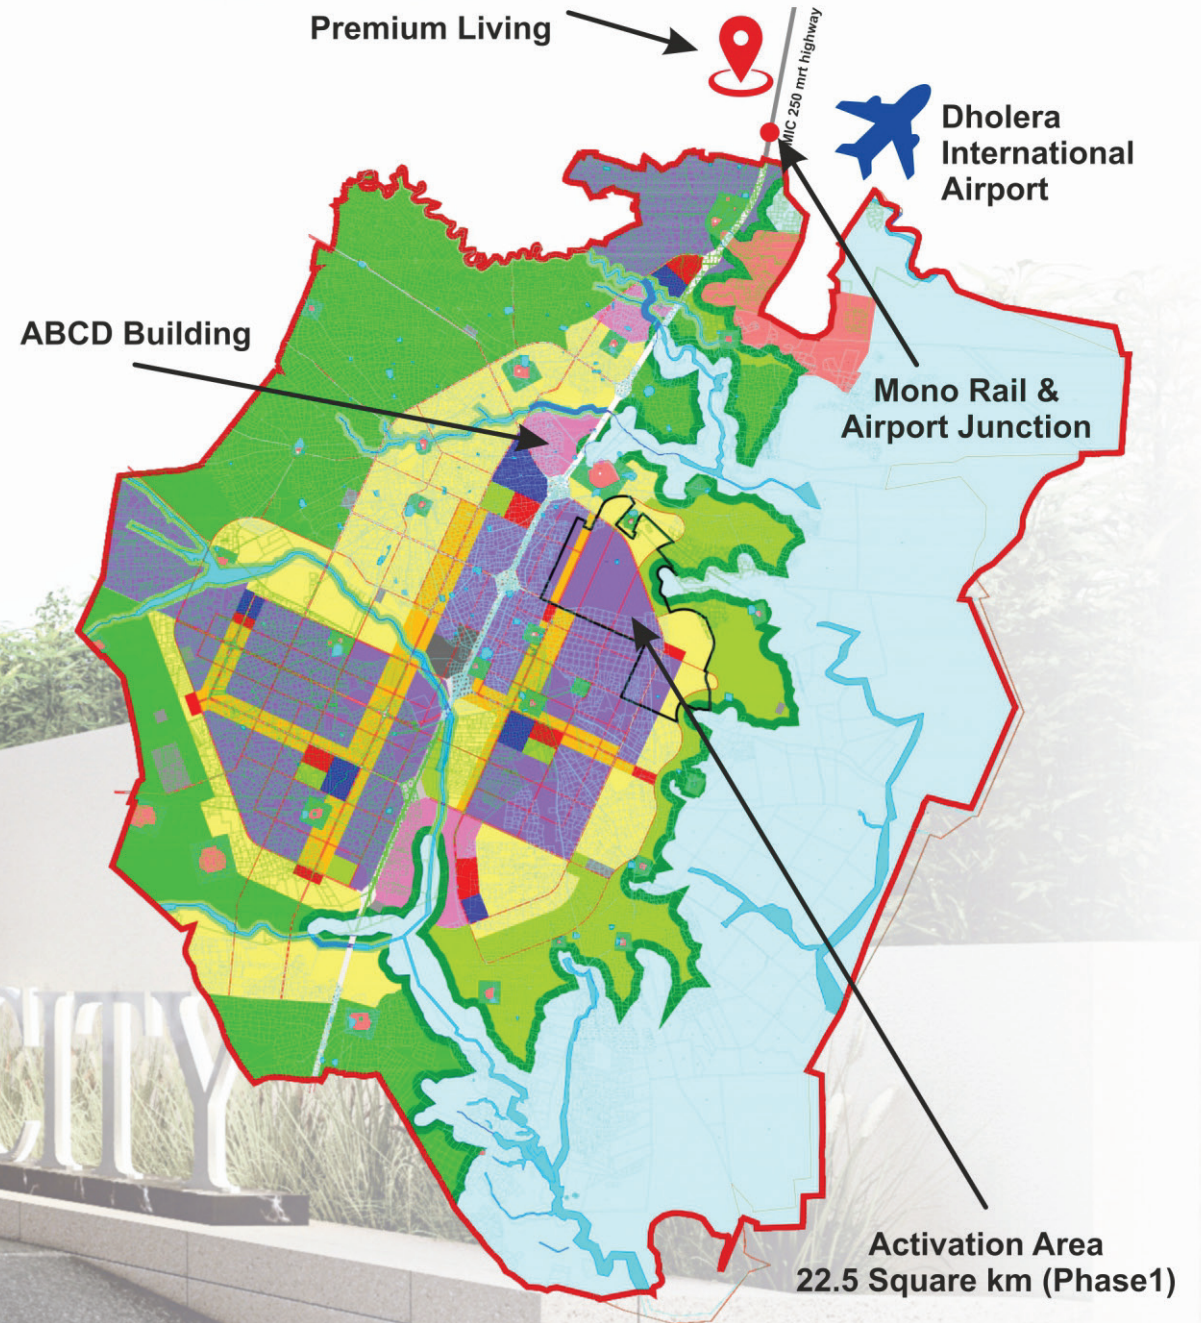 Premium Living
MIC 250 mrt highway
Dholera
International
Airport
ABCD Building
Mono Rail &
Airport Junction
CITY
Activation Area
22.5 Square km (Phase1)